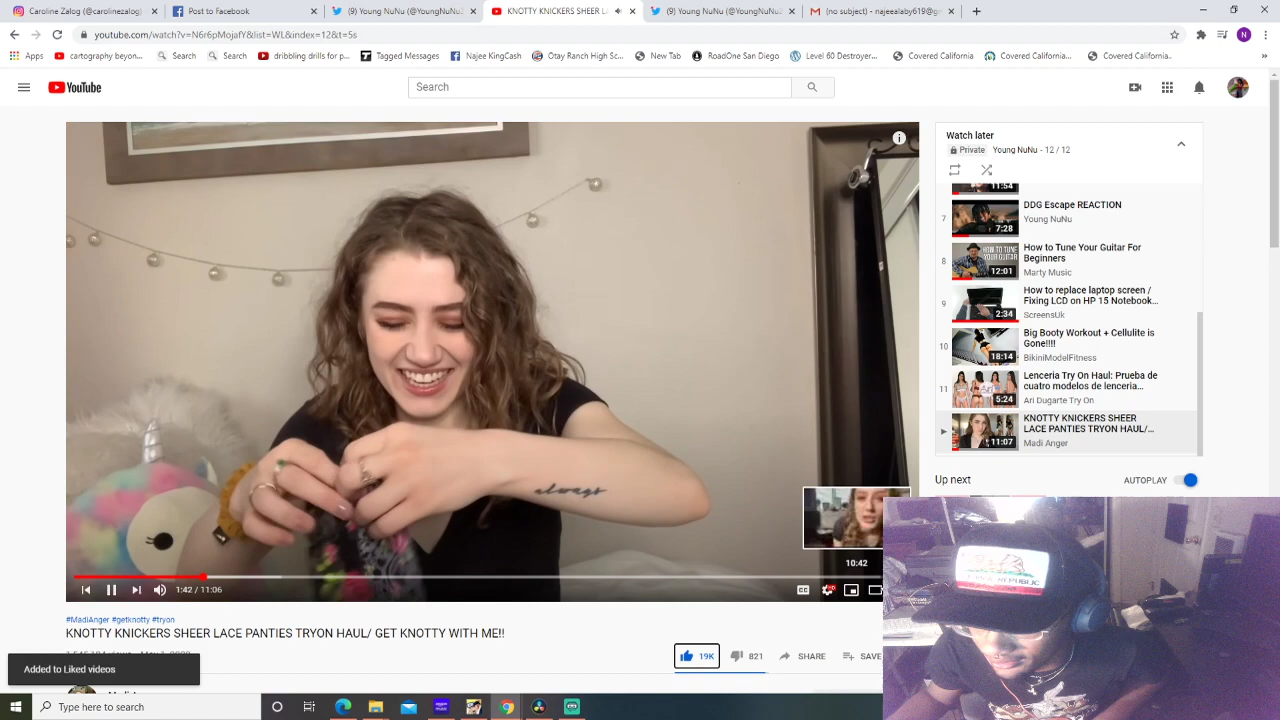 Caroline Zalog (@carolinezalog)
Post to Facebook
(9) Young NuNu (@YoungNuNu2
KNOTTY KNICKERS SHEER L
(9) Young NuNu (@YoungNuNu2
(no subject) - najeealaby619@g
youtube.com/watch?v=N6r6pMojafY&list=WL&index=12&t=5s
N
Apps
cartography beyon...
Search
Search
dribbling drills for p...
Tagged Messages
Najee KingCash
Otay Ranch High Sr...
New Tab
RoadOne San Diego
Level 60 Destroyer...
Covered California
Covered California...
Covered California.
YouTube
Search
always
10:42
1:42 / 11:06
#MadiAnger #getknotty #tryon
KNOTTY KNICKERS SHEER LACE PANTIES TRYON HAUL/ GET KNOTTY WITH ME!!
19K
821
SHARE
SAVE
Added to Liked videos
Watch later
Private Young NuNu - 12 / 12
11:54
7
7:28
DDG Escape REACTION
Young NuNu
8
HOW TO TUNE YOUR GUITAR
12:01
How to Tune Your Guitar For
Beginners
Marty Music
9
2:34
How to replace laptop screen /
Fixing LCD on HP 15 Notebook...
ScreensUk
10
18:14
Big Booty Workout + Cellulite is
Gone!!!!
BikiniModelFitness
11
5:24
Lenceria Try On Haul: Prueba de
cuatro modelos de lenceria...
Ari Dugarte Try On
11:07
KNOTTY KNICKERS SHEER
LACE PANTIES TRYON HAUL/...
Madi Anger
Up next
AUTOPLAY
Type here to search